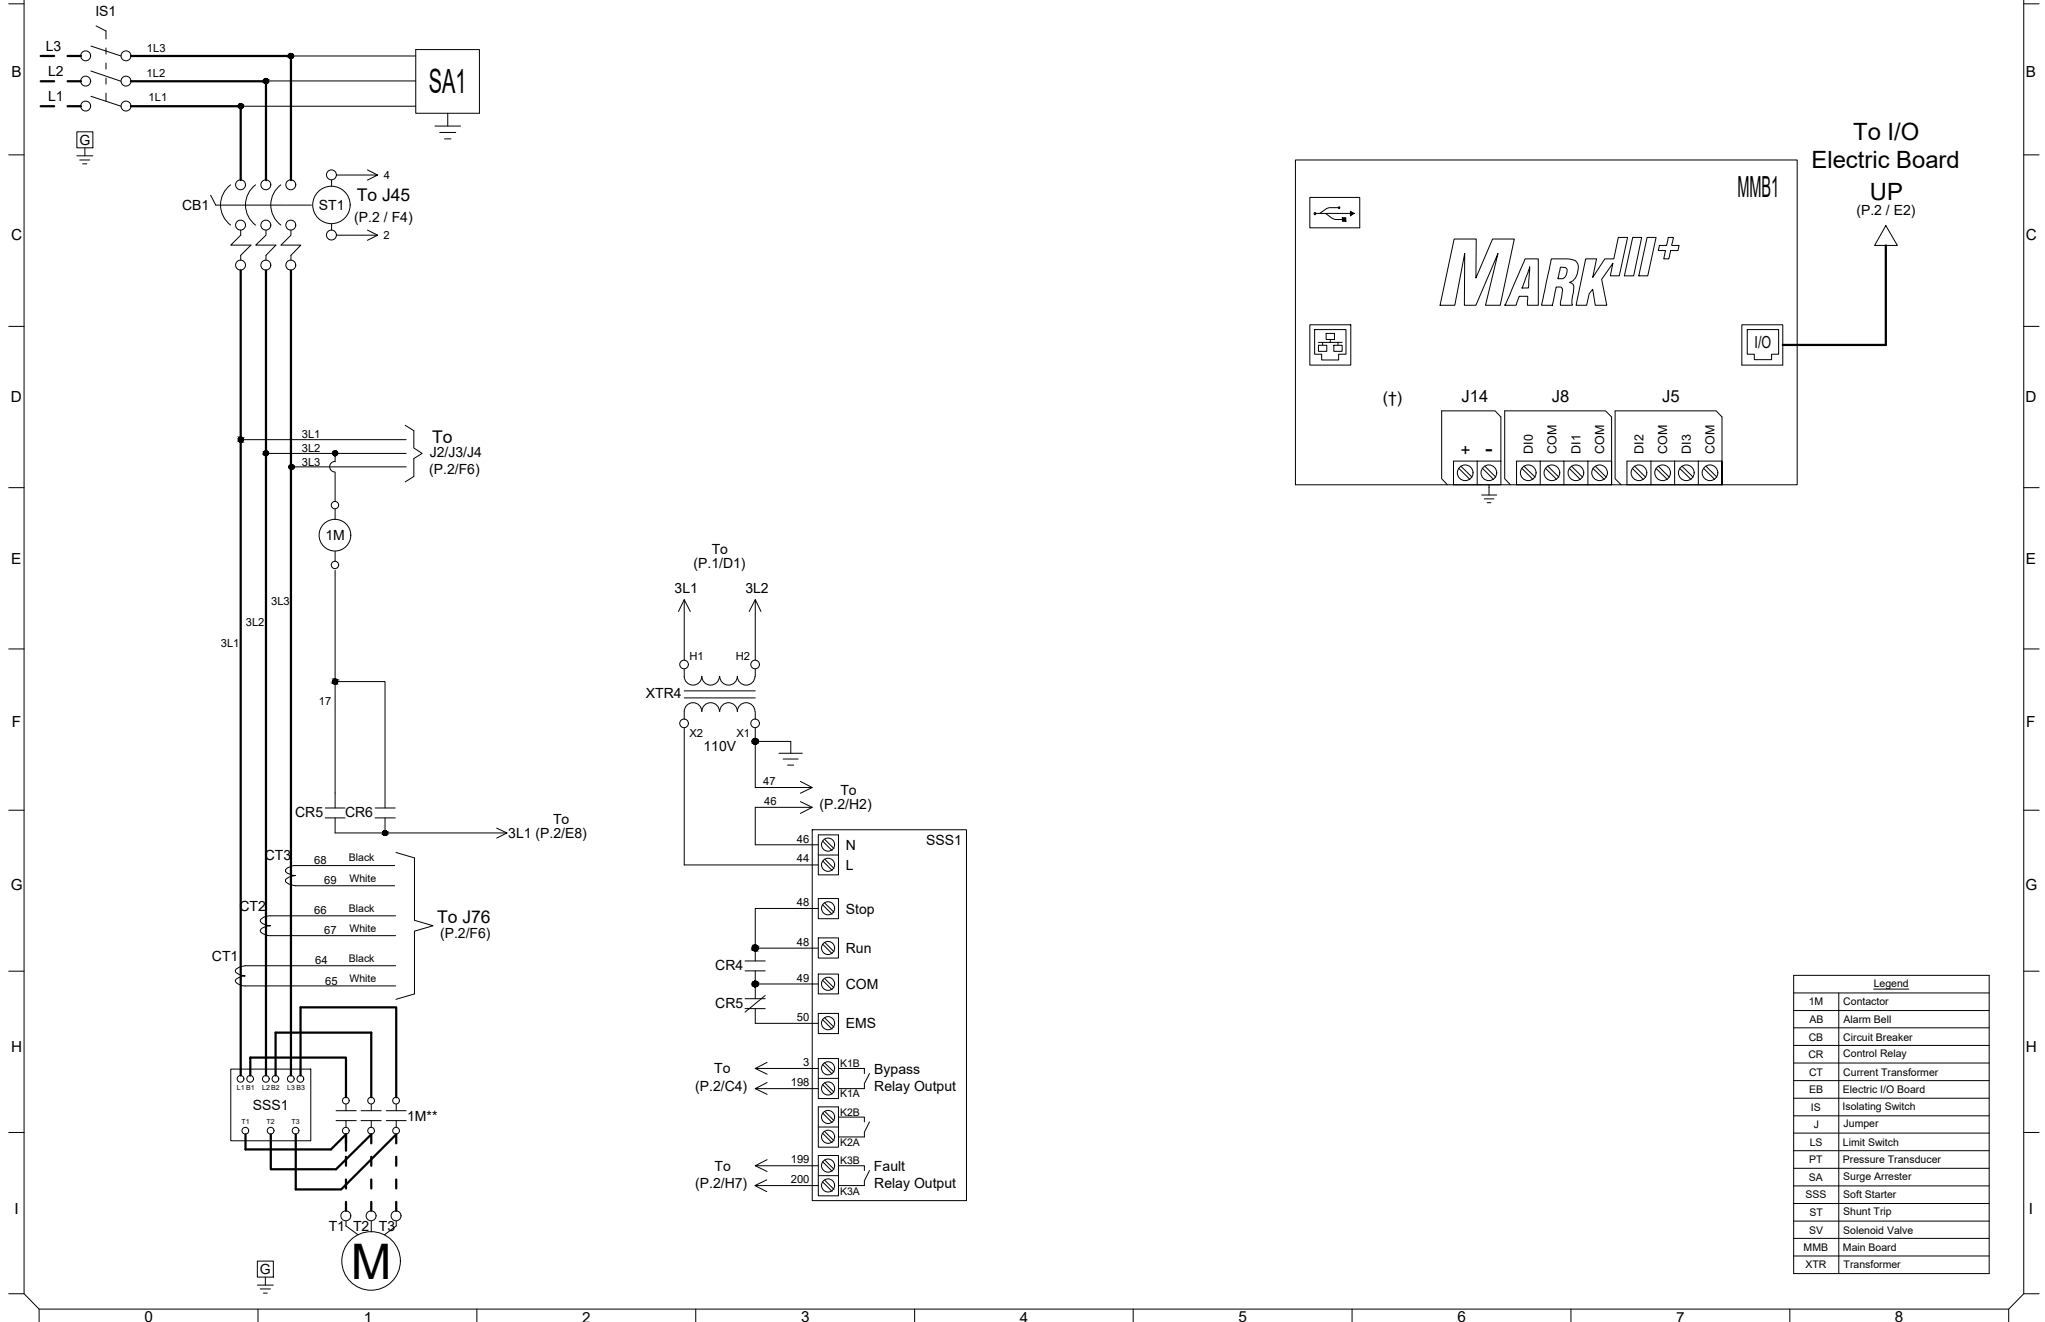 IS1
L3
1L3
L2
1L2
L1
1L1
SA1
G
B
B
CB1
ST1
4
To J45
(P.2 / F4)
2
C
C
To I/O
Electric Board
UP
(P.2 / E2)
MMB1
MARK III+
I/O
(†)
J14
J8
J5
+
-
DI0
COM
DI1
COM
DI2
COM
DI3
COM
D
D
3L1
3L2
3L3
To
J2/J3/J4
(P.2/F6)
1M
E
E
3L3
3L2
3L1
To
(P.1/D1)
3L1
3L2
H1
H2
XTR4
X2
X1
110V
17
F
F
47
46
To
(P.2/H2)
CR5
CR6
To
3L1 (P.2/E8)
CT3
68
Black
69
White
CT2
66
Black
67
White
CT1
64
Black
65
White
To J76
(P.2/F6)
G
G
SSS1
46
N
44
L
48
Stop
48
Run
CR4
49
COM
CR5
50
EMS
To
(P.2/C4)
3
K1B
198
K1A
Bypass
Relay Output
K2B
K2A
To
(P.2/H7)
199
K3B
200
K3A
Fault
Relay Output
H
H
L1
B1
L2
B2
L3
B3
SSS1
T1
T2
T3
1M**
T1
T2
T3
M
G
I
I
Legend
1M Contactor
AB Alarm Bell
CB Circuit Breaker
CR Control Relay
CT Current Transformer
EB Electric I/O Board
IS Isolating Switch
J Jumper
LS Limit Switch
PT Pressure Transducer
SA Surge Arrester
SSS Soft Starter
ST Shunt Trip
SV Solenoid Valve
MMB Main Board
XTR Transformer
0
1
2
3
4
5
6
7
8